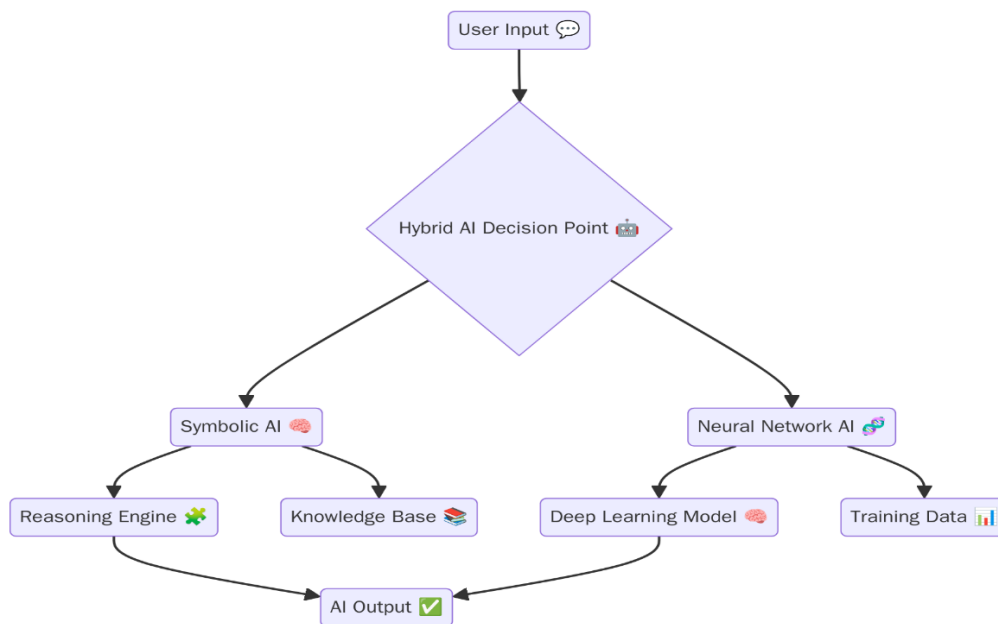 User Input 💬
Hybrid AI Decision Point 🤖
Symbolic AI 🧠
Neural Network AI 🧬
Reasoning Engine 🧩
Knowledge Base 📚
Deep Learning Model 🧠
Training Data 📊
AI Output ✅